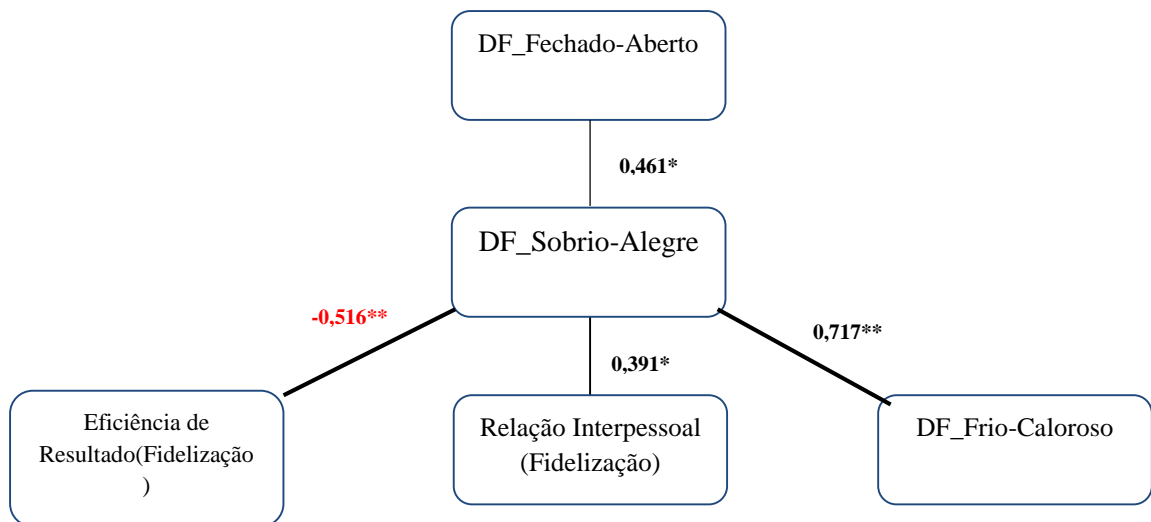 DF_Fechado-Aberto
0,461*
DF_Sobrio-Alegre
-0,516**
0,391*
0,717**
Eficiência de
Resultado(Fidelização
)
Relação Interpessoal
(Fidelização)
DF_Frio-Caloroso